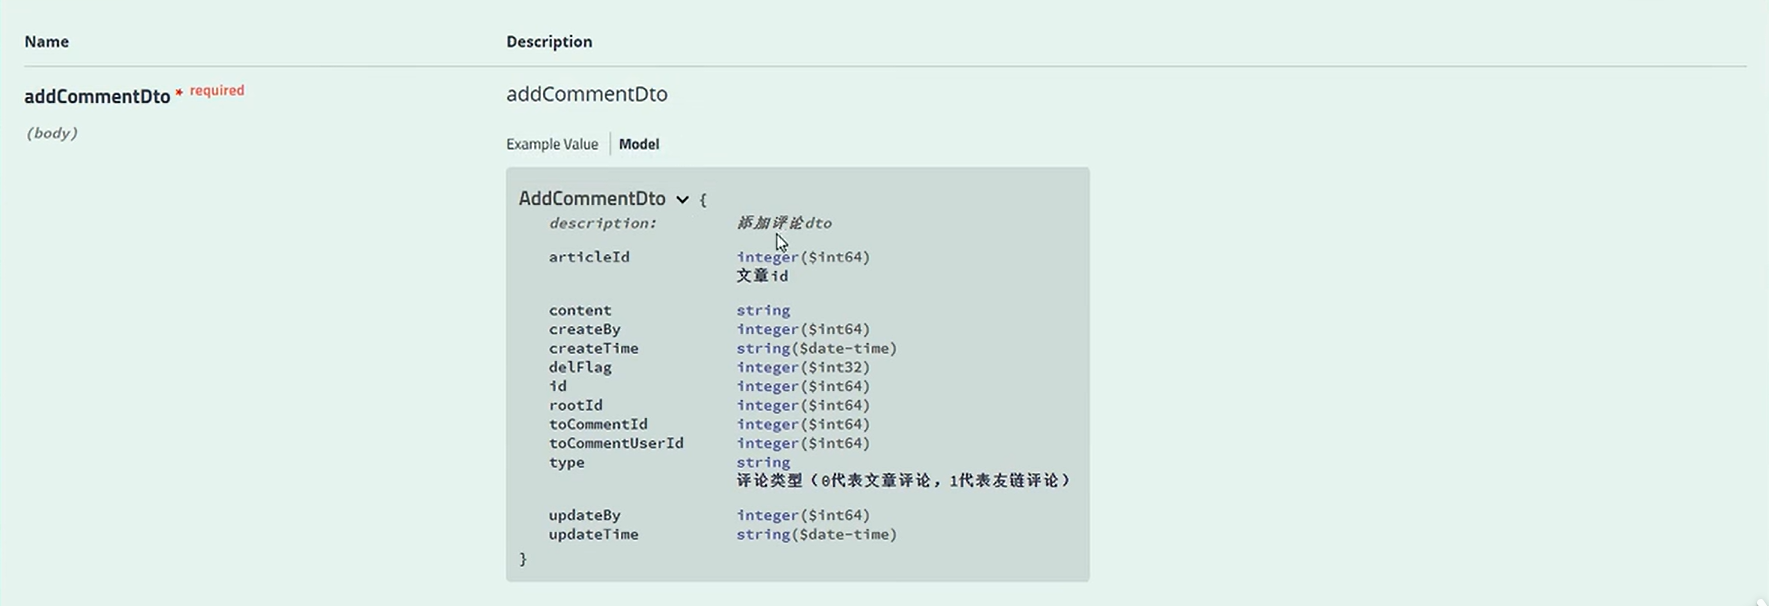 Name Description
addCommentDto * required addCommentDto
(body)
Example Value Model
AddCommentDto {
description: 添加评论dto
articleId integer($int64)
文章id
content string
createBy integer($int64)
createTime string($date-time)
delFlag integer($int32)
id integer($int64)
rootId integer($int64)
toCommentId integer($int64)
toCommentUserId integer($int64)
type string
评论类型（0代表文章评论，1代表友链评论）
updateBy integer($int64)
updateTime string($date-time)
}